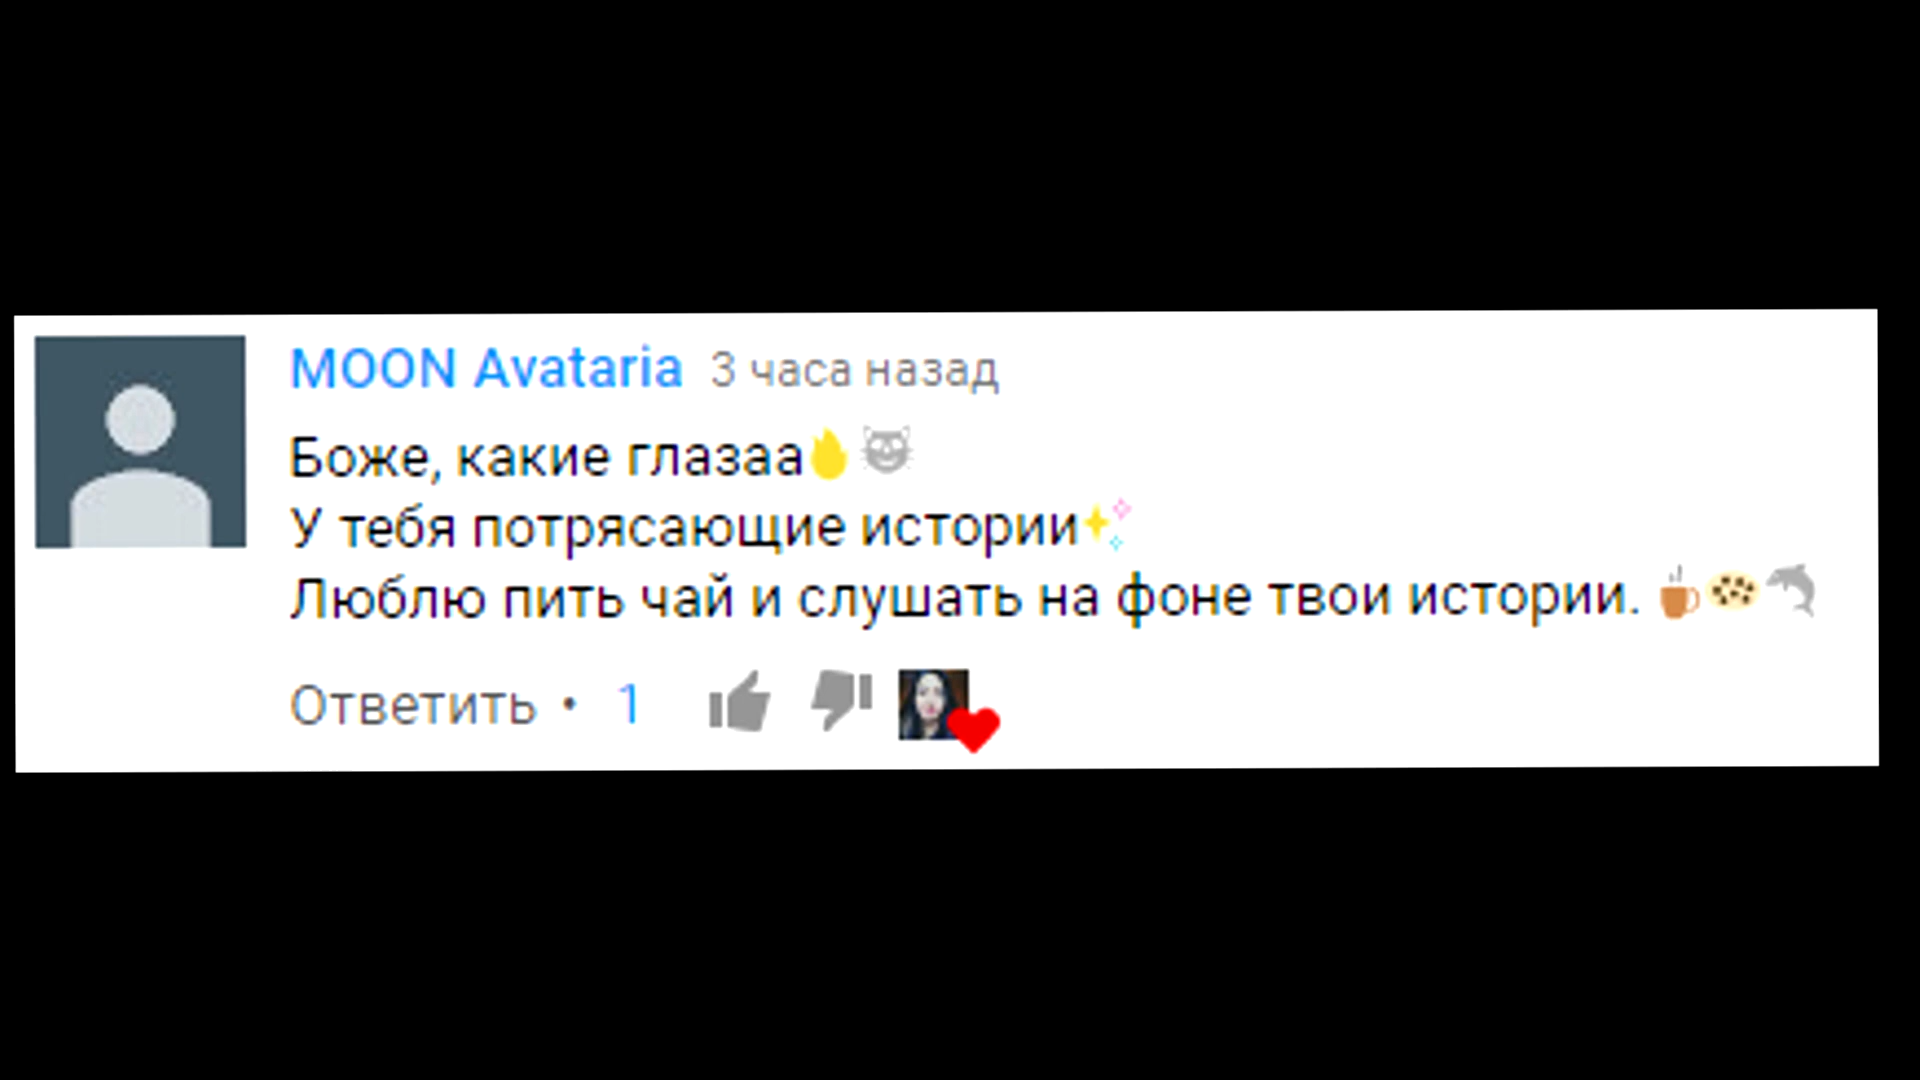 MOON Avataria 3 часа назад
Боже, какие глазаа🔥😺
У тебя потрясающие истории✨
Люблю пить чай и слушать на фоне твои истории. ☕🍪🐬
Ответить • 1